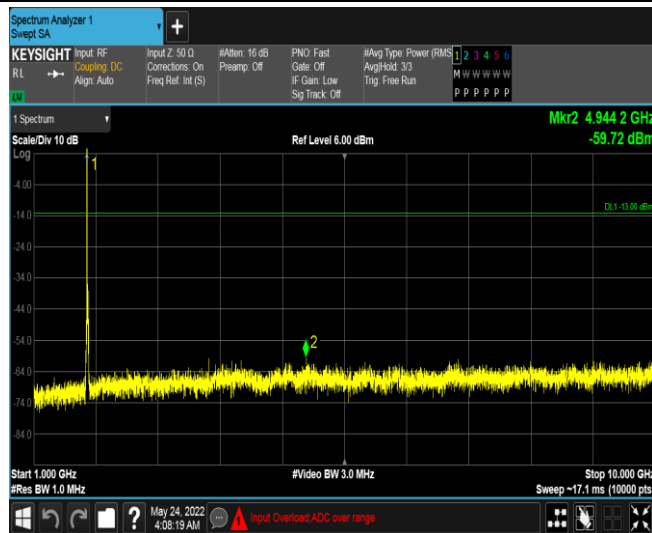 Spectrum Analyzer 1
Swept SA
+
KEYSIGHT
RL
LXI
Input: RF
Coupling: DC
Align: Auto
Input Z: 50 Ω
Corrections: On
Freq Ref: Int (S)
#Atten: 16 dB
Preamp: Off
PNO: Fast
Gate: Off
IF Gain: Low
Sig Track: Off
#Avg Type: Power (RMS
Avg|Hold: 3/3
Trig: Free Run
1 2 3 4 5 6
M W W W W W
P P P P P P
1 Spectrum
Mkr2 4.944 2 GHz
Scale/Div 10 dB
Ref Level 6.00 dBm
-59.72 dBm
Log
1
-4.00
DL1 -13.00 dBm
-14.0
-24.0
-34.0
-44.0
-54.0
2
-64.0
-74.0
-84.0
Start 1.000 GHz
#Video BW 3.0 MHz
Stop 10.000 GHz
#Res BW 1.0 MHz
Sweep ~17.1 ms (10000 pts
?
May 24, 2022
4:08:19 AM
Input Overload;ADC over range